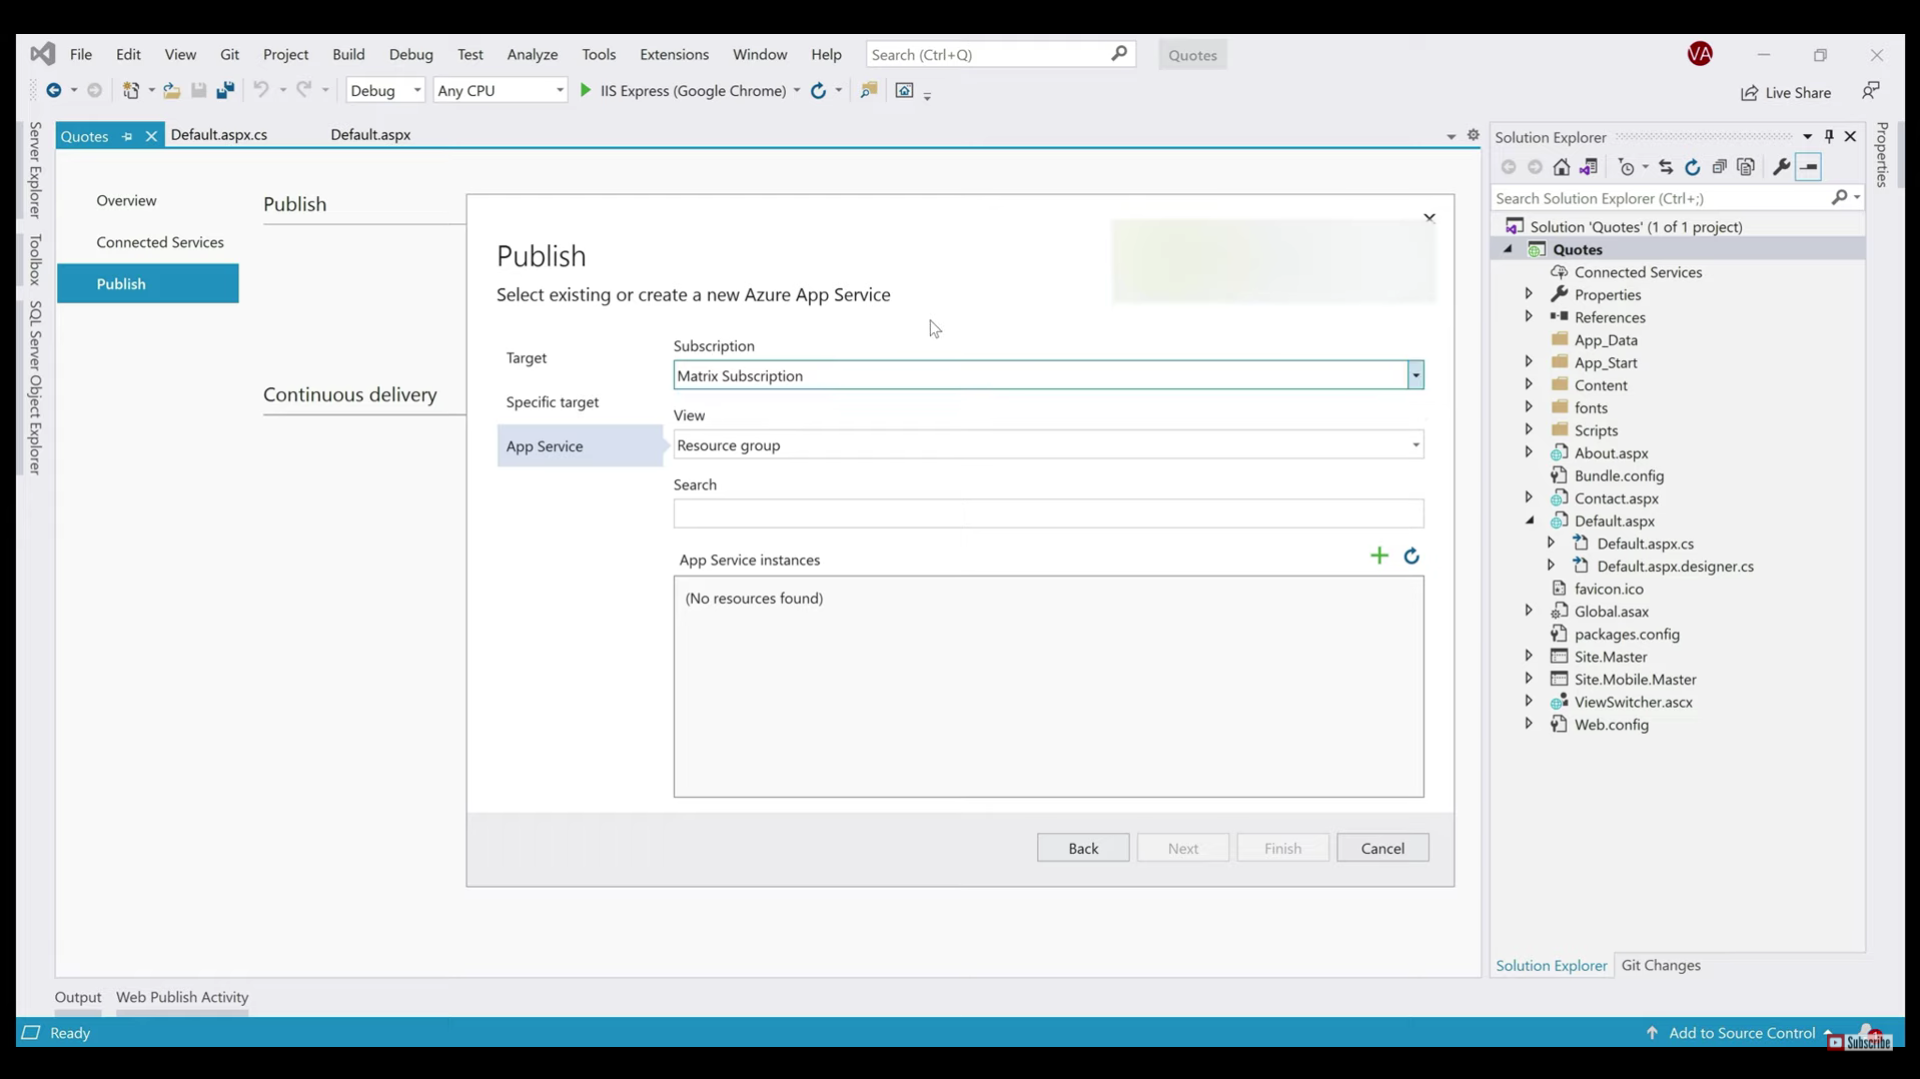 File Edit View Git Project Build Debug Test Analyze Tools Extensions Window Help Search (Ctrl+Q) Quotes VA
Debug Any CPU IIS Express (Google Chrome) Live Share
Quotes Default.aspx.cs Default.aspx
Server Explorer
Toolbox
SQL Server Object Explorer
Overview
Connected Services
Publish
Publish
Continuous delivery
Publish
Select existing or create a new Azure App Service
Target
Specific target
App Service
Subscription
Matrix Subscription
View
Resource group
Search
App Service instances
(No resources found)
Back Next Finish Cancel
Solution Explorer
Search Solution Explorer (Ctrl+;)
Solution 'Quotes' (1 of 1 project)
Quotes
Connected Services
Properties
References
App_Data
App_Start
Content
fonts
Scripts
About.aspx
Bundle.config
Contact.aspx
Default.aspx
Default.aspx.cs
Default.aspx.designer.cs
favicon.ico
Global.asax
packages.config
Site.Master
Site.Mobile.Master
ViewSwitcher.ascx
Web.config
Solution Explorer Git Changes
Properties
Output Web Publish Activity
Ready Add to Source Control
Subscribe